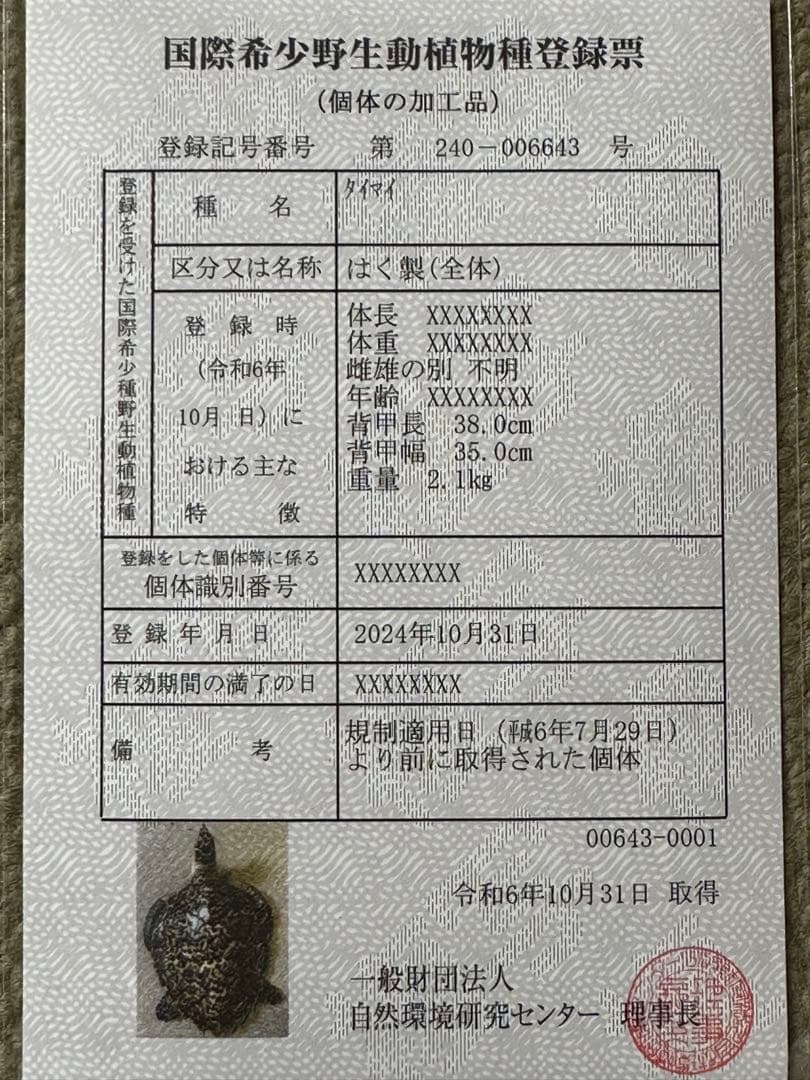 国際希少野生動植物種登録票
(個体の加工品)
登録記号番号 第 240-006643 号
登録を受けた国際希少種野生動植物種
種 名 タイマイ
区分又は名称 はく製(全体)
登録時
(令和6年
10月 日)に
おける主な
特 徴
体長 XXXXXXXX
体重 XXXXXXXX
雌雄の別 不明
年齢 XXXXXXXX
背甲長 38.0cm
背甲幅 35.0cm
重量 2.1kg
登録をした個体等に係る
個体識別番号 XXXXXXXX
登録年月日 2024年10月31日
有効期間の満了の日 XXXXXXXX
備 考
規制適用日(平成6年7月29日)
より前に取得された個体
00643-0001
令和6年10月31日 取得
一般財団法人
自然環境研究センター 理事長